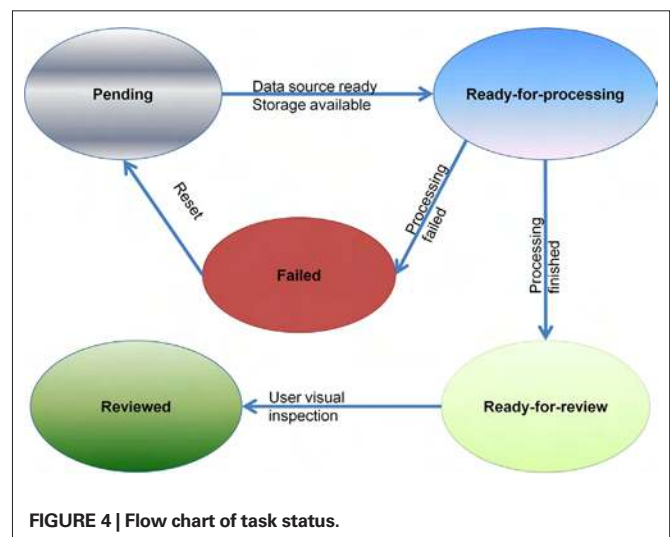 Pending
Data source ready
Storage available
Ready-for-processing
Reset
Processing
failed
Processing
finished
Failed
Reviewed
User visual
inspection
Ready-for-review
FIGURE 4 | Flow chart of task status.